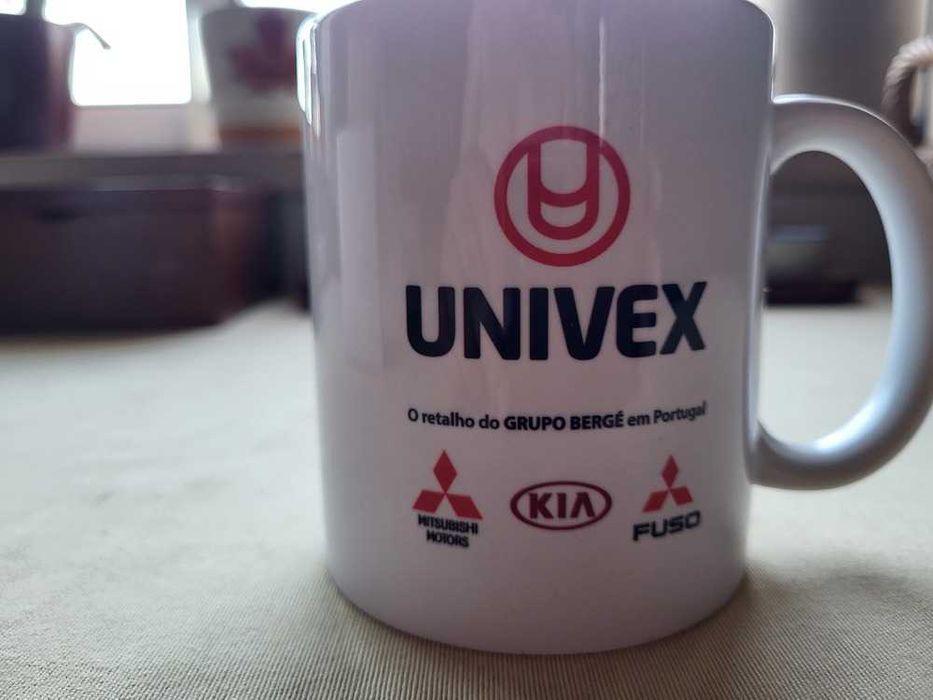 UNIVEX
O retalho do GRUPO BERGÉ em Portugal
MITSUBISHI
MOTORS
KIA
FUSO